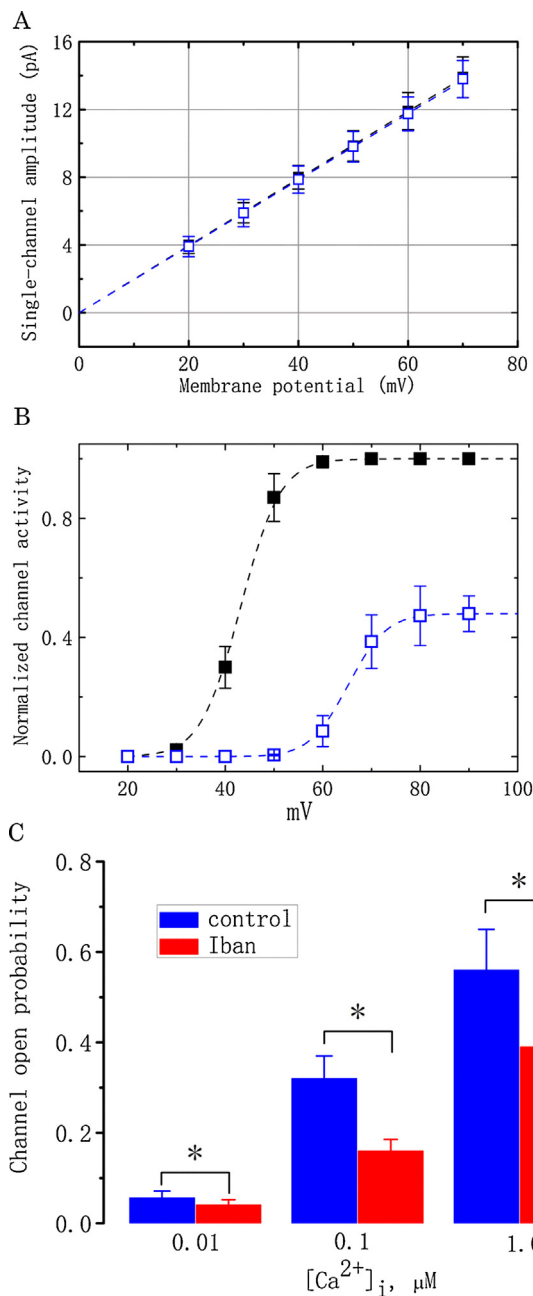 A
Single-channel amplitude (pA)
16
12
8
4
0
0 20 40 60 80
Membrane potential (mV)
B
Normalized channel activity
0.8
0.4
0.0
20 40 60 80 100
mV
C
Channel open probability
0.8
0.6
0.4
0.2
0.0
control
Iban
*
*
*
0.01 0.1 1.0
[Ca2+]i, μM